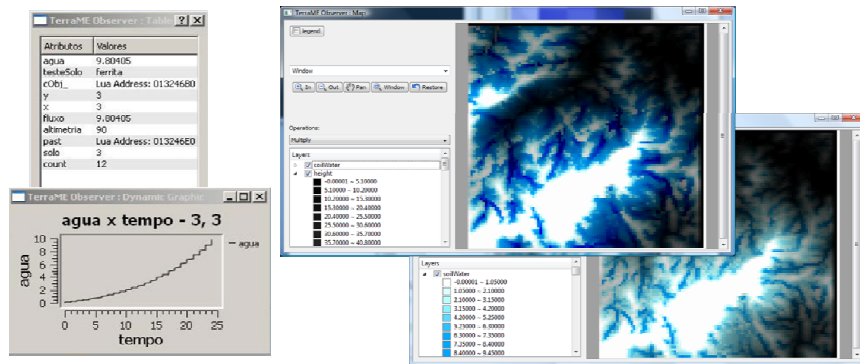 TerraME Observer : Table
Atributos Valores
agua 9.80405
testeSolo ferrita
cObj_ Lua Address: 013246B0
y 3
x 3
fluxo 9.80405
altimetria 90
past Lua Address: 013246E0
solo 3
count 12
TerraME Observer : Dynamic Graphic
agua x tempo - 3, 3
agua
10
8
6
4
2
0
agua
0 5 10 15 20 25
tempo
TerraME Observer : Map
legend
Window
In Out Pan Window Restore
Operations:
Multiply
Layers
soilWater
height
-0.00001 ~ 5.10000
5.10000 ~ 10.20000
10.20000 ~ 15.30000
15.30000 ~ 20.40000
20.40000 ~ 25.50000
25.50000 ~ 30.60000
30.60000 ~ 35.70000
35.70000 ~ 40.80000
Layers
soilWater
-0.00001 ~ 1.05000
1.05000 ~ 2.10000
2.10000 ~ 3.15000
3.15000 ~ 4.20000
4.20000 ~ 5.25000
5.25000 ~ 6.30000
6.30000 ~ 7.35000
7.35000 ~ 8.40000
8.40000 ~ 9.45000